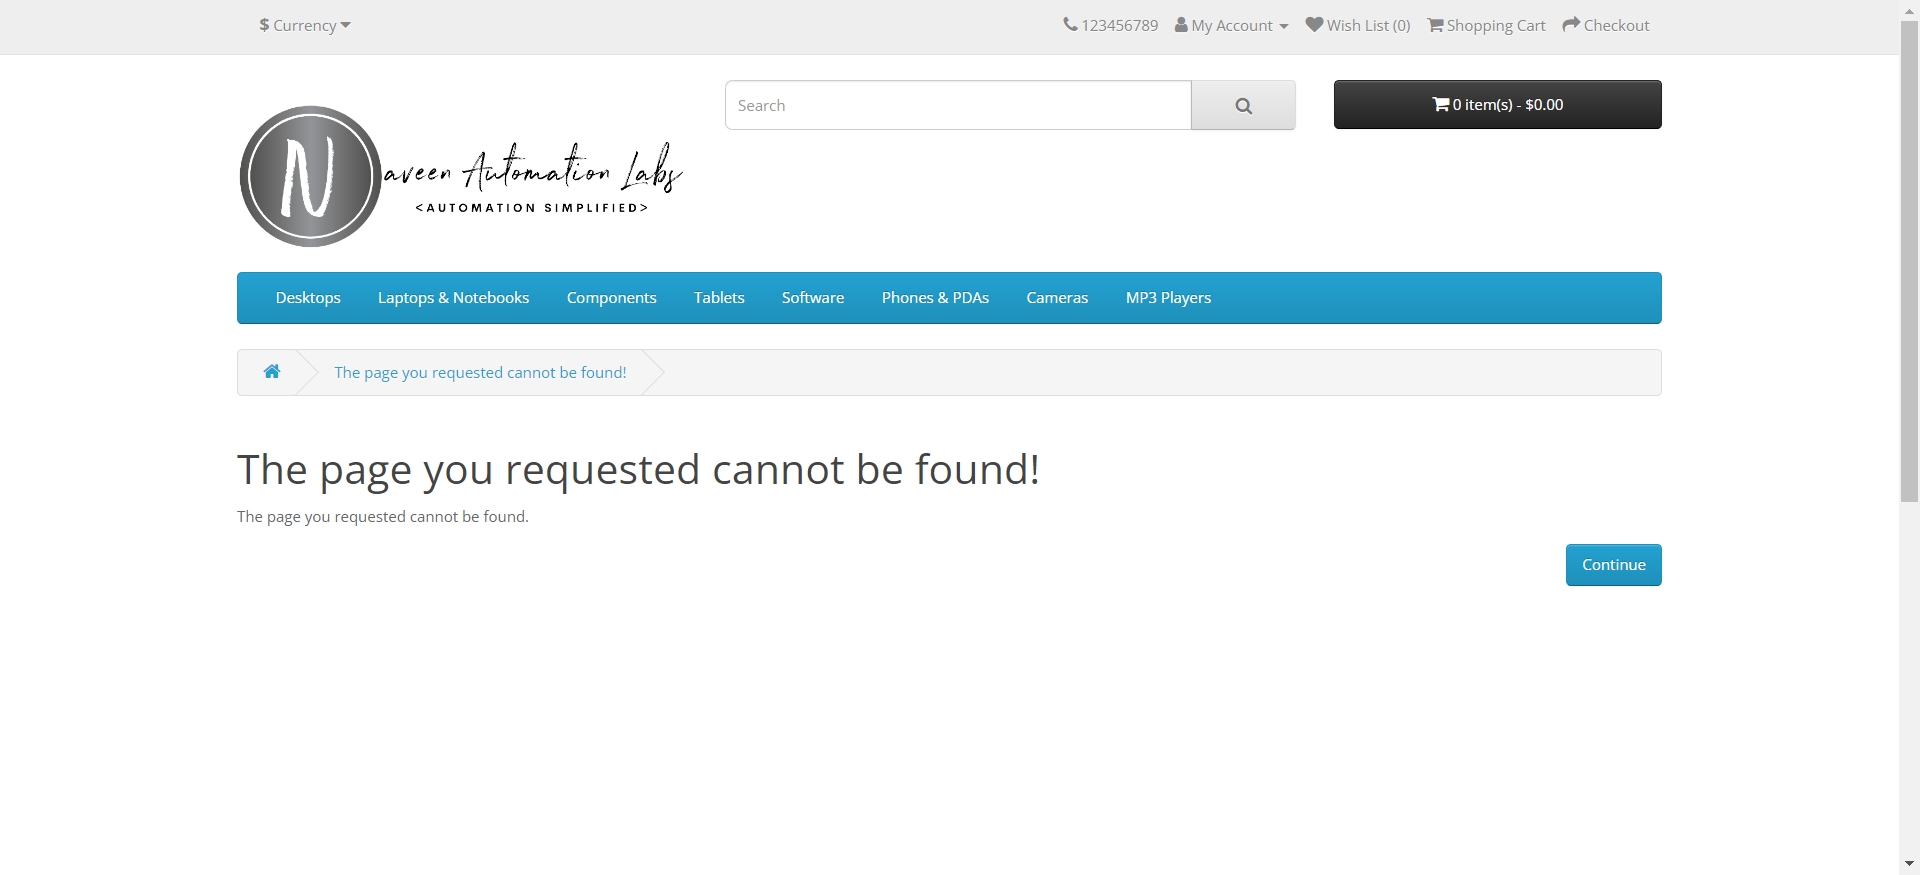 $ Currency
123456789 My Account Wish List (0) Shopping Cart Checkout
Search
0 item(s) - $0.00
Naveen Automation Labs
<AUTOMATION SIMPLIFIED>
Desktops Laptops & Notebooks Components Tablets Software Phones & PDAs Cameras MP3 Players
The page you requested cannot be found!
The page you requested cannot be found!
The page you requested cannot be found.
Continue